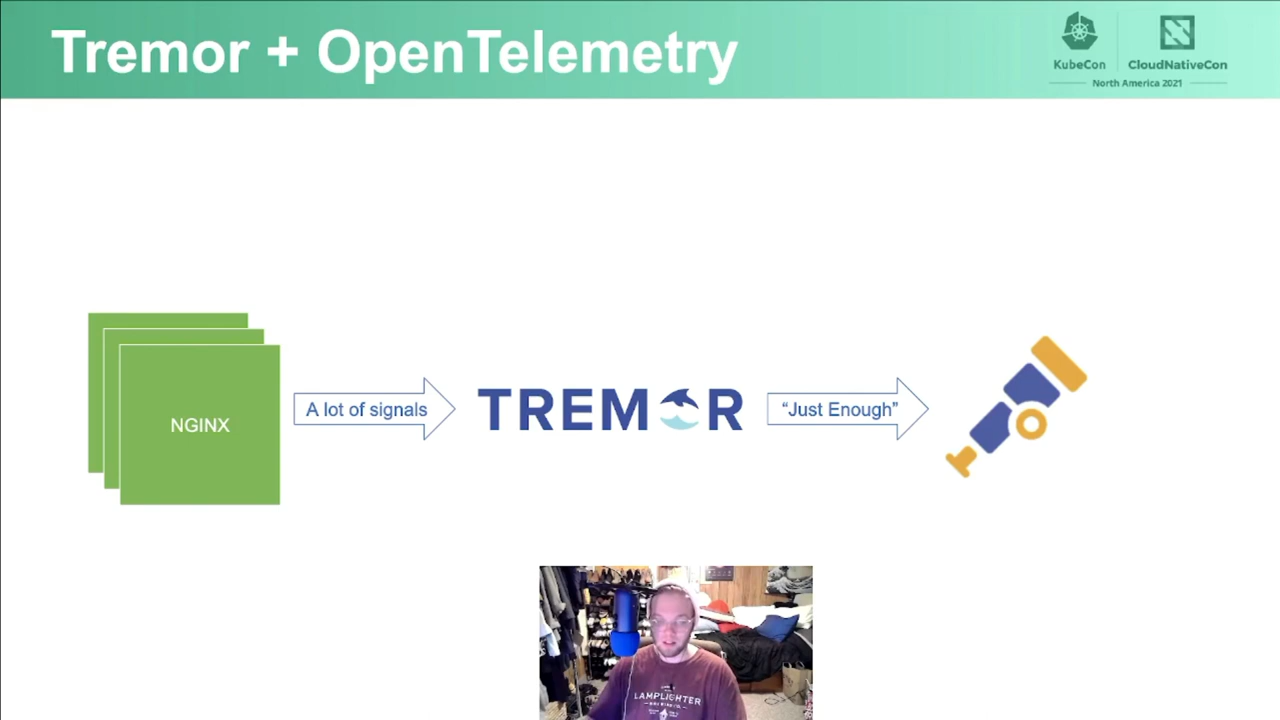 Tremor + OpenTelemetry
KubeCon
CloudNativeCon
North America 2021
NGINX
A lot of signals
TREMOR
“Just Enough”
LAMPLIGHTER